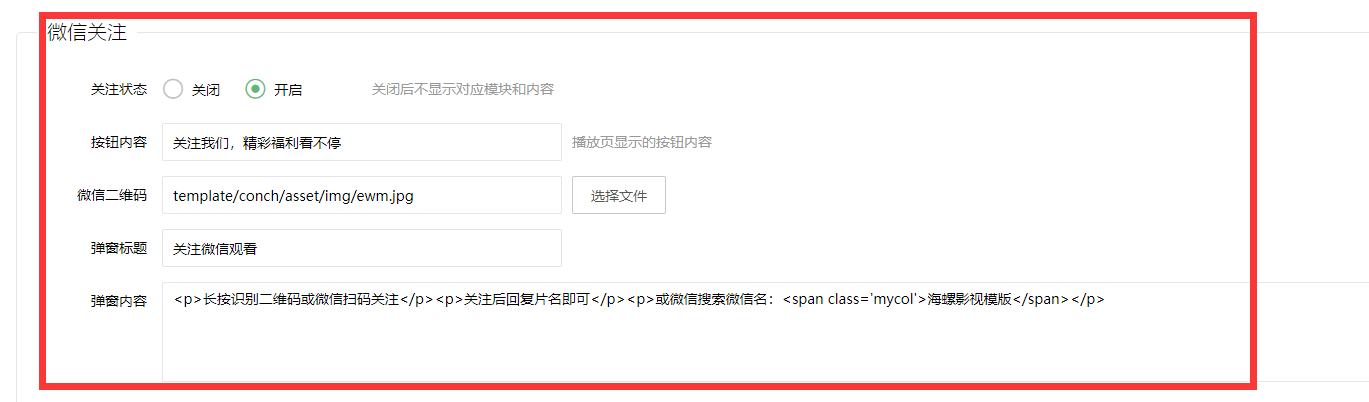 微信关注
关注状态 关闭 开启 关闭后不显示对应模块和内容
按钮内容 关注我们，精彩福利看不停 播放页显示的按钮内容
微信二维码 template/conch/asset/img/ewm.jpg 选择文件
弹窗标题 关注微信观看
弹窗内容 <p>长按识别二维码或微信扫码关注</p><p>关注后回复片名即可</p><p>或微信搜索微信名：<span class='mycol'>海螺影视模版</span></p>